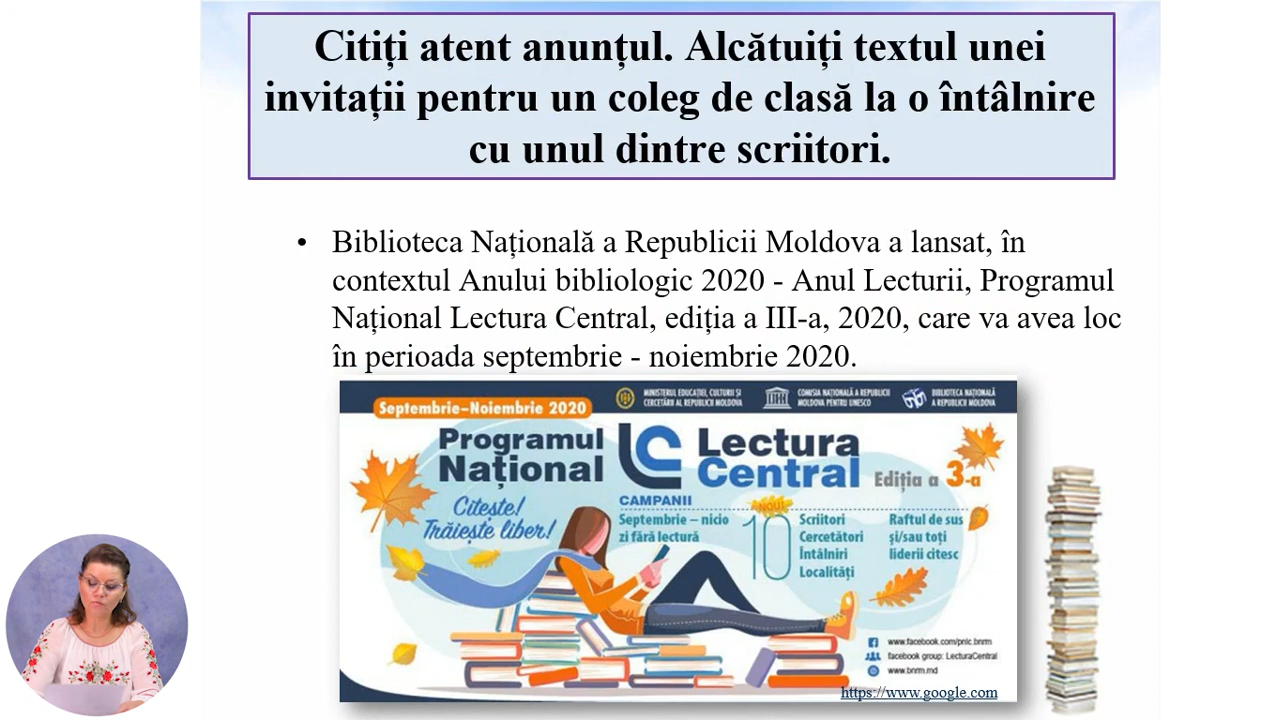 Citiți atent anunțul. Alcătuiți textul unei
invitații pentru un coleg de clasă la o întâlnire
cu unul dintre scriitori.
• Biblioteca Națională a Republicii Moldova a lansat, în
contextul Anului bibliologic 2020 - Anul Lecturii, Programul
Național Lectura Central, ediția a III-a, 2020, care va avea loc
în perioada septembrie - noiembrie 2020.
MINISTERUL EDUCAȚIEI, CULTURII ȘI
CERCETĂRII AL REPUBLICII MOLDOVA
COMISIA NAȚIONALĂ A REPUBLICII
MOLDOVA PENTRU UNESCO
BIBLIOTECA NAȚIONALĂ
A REPUBLICII MOLDOVA
Septembrie–Noiembrie 2020
Programul
Național
LC
Lectura
Central
Ediția a 3-a
Citește!
Trăiește liber!
CAMPANII
Septembrie – nicio
zi fără lectură
NOU!
10
Scriitori
Cercetători
Întâlniri
Localități
Raftul de sus
și/sau toți
liderii citesc
www.facebook.com/pnlc.bnrm
facebook group: LecturaCentral
www.bnrm.md
https://www.google.com